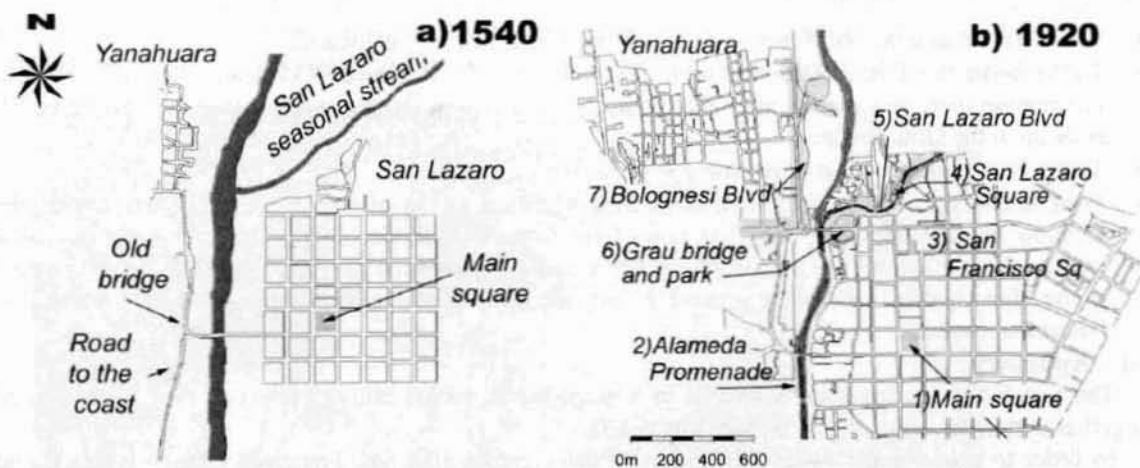 N
a)1540
Yanahuara
San Lazaro
seasonal stream
San Lazaro
Old
bridge
Main
square
Road
to the
coast
b) 1920
Yanahuara
5)San Lazaro Blvd
4)San Lazaro
Square
7)Bolognesi Blvd
3) San
Francisco Sq
6)Grau bridge
and park
2)Alameda
Promenade
1)Main square
0m 200 400 600